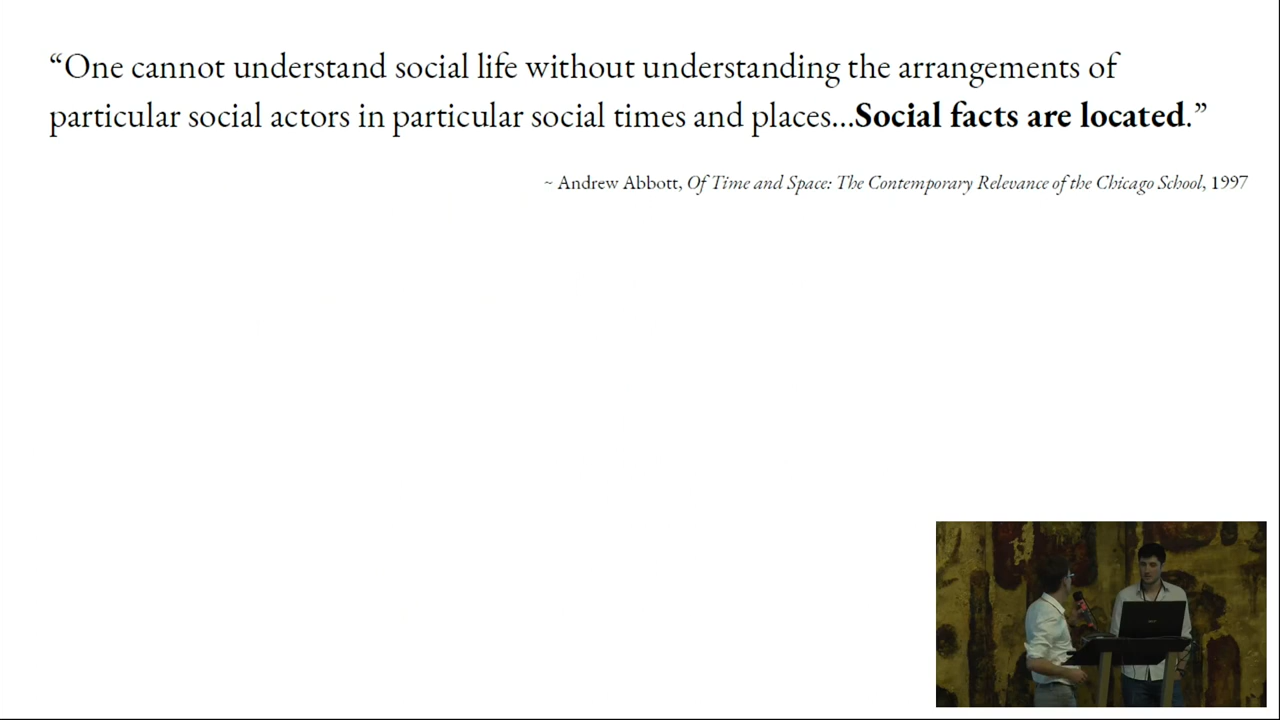 “One cannot understand social life without understanding the arrangements of
particular social actors in particular social times and places...Social facts are located.”
~ Andrew Abbott, Of Time and Space: The Contemporary Relevance of the Chicago School, 1997